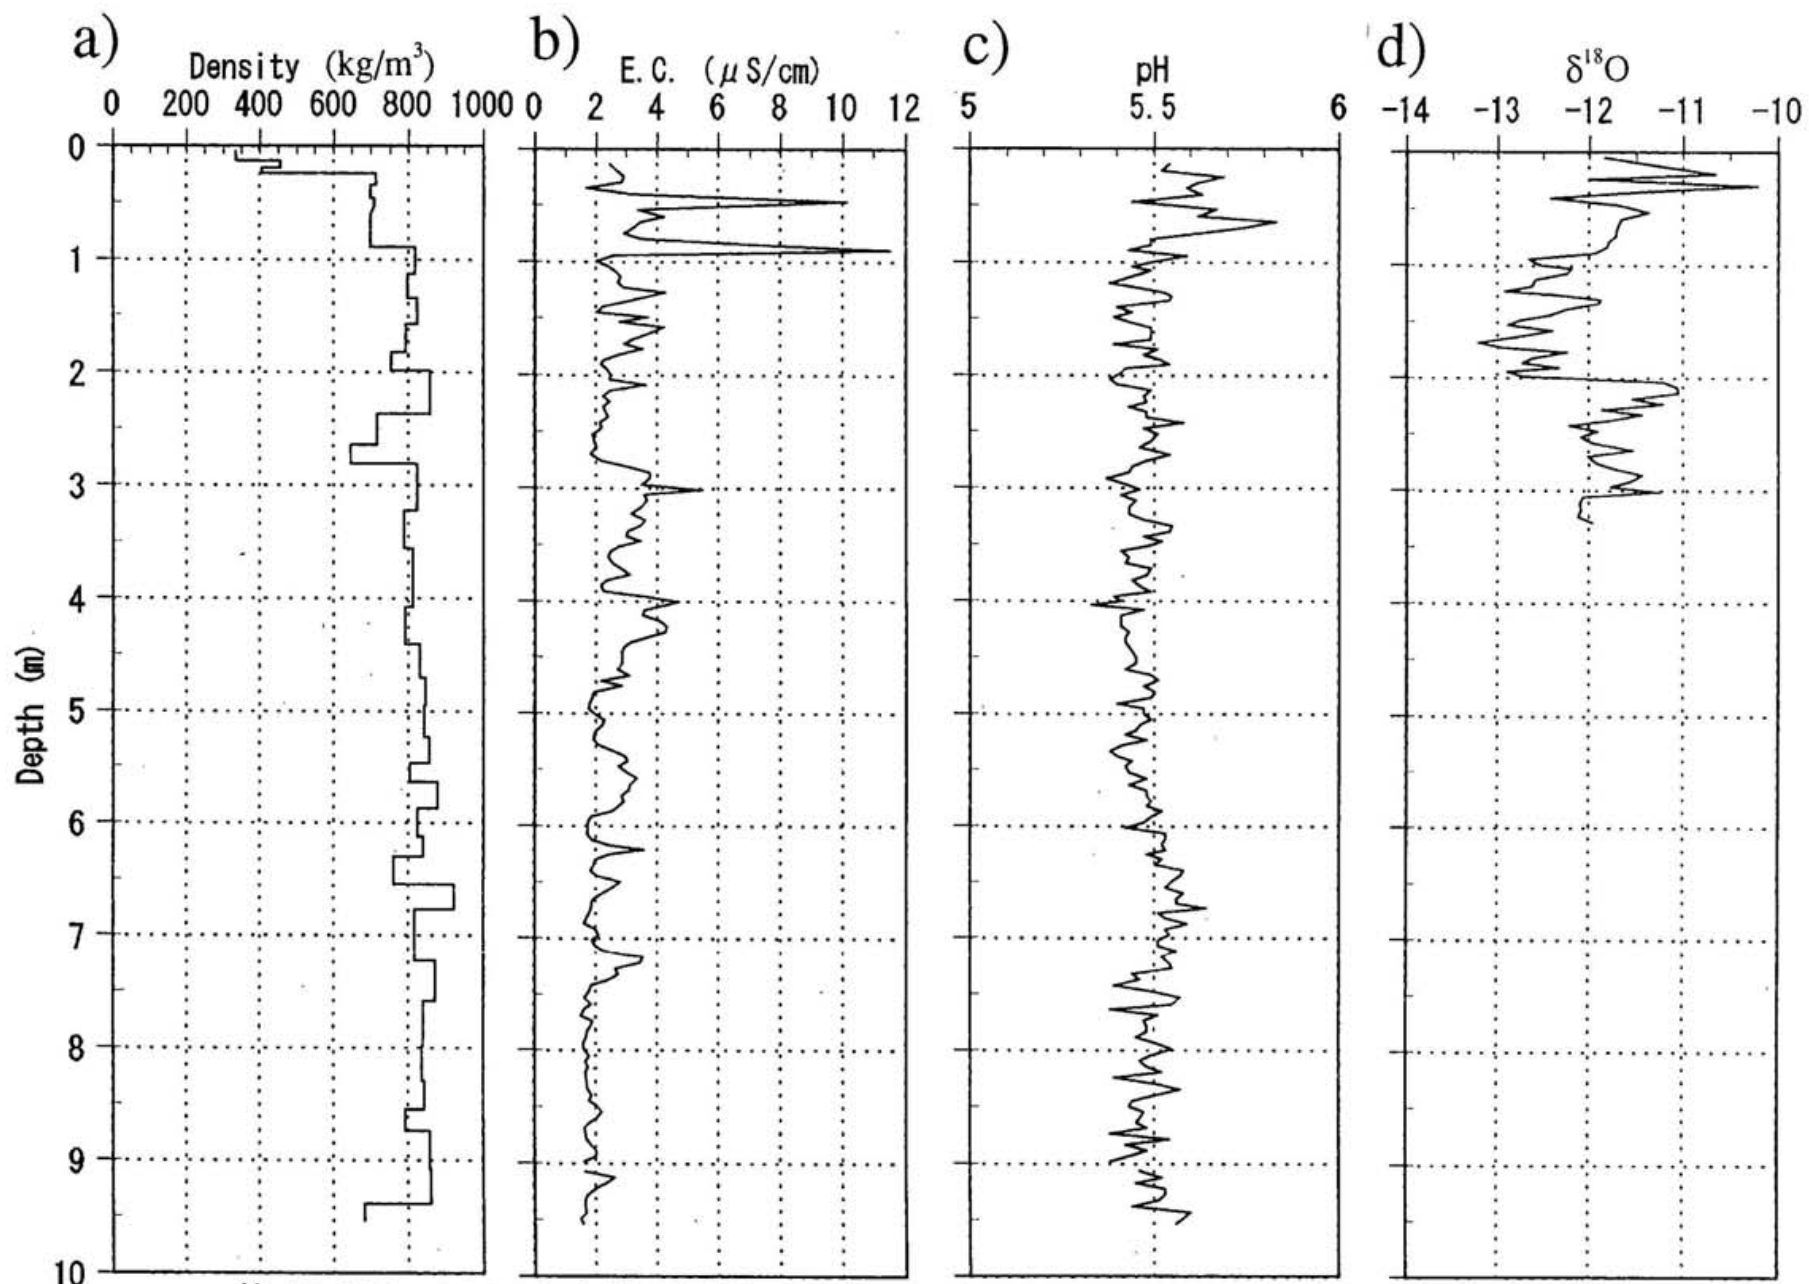 a) b) c) d)
Density (kg/m³) E.C. (μS/cm) pH δ¹⁸O
0 200 400 600 800 1000 0 2 4 6 8 10 12 5 5.5 6 -14 -13 -12 -11 -10
0
1
2
3
4
5
6
7
8
9
10
Depth (m)